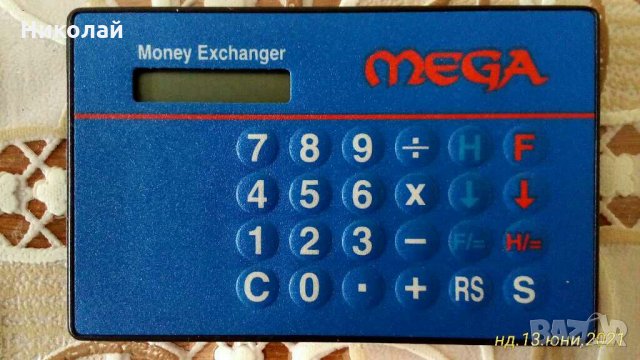 Николай
Money Exchanger
MEGA
7 8 9 ÷ H F
4 5 6 x ↓ ↓
1 2 3 − F/= H/=
C 0 . + RS S
нд,13.юни,2021
BAZAR